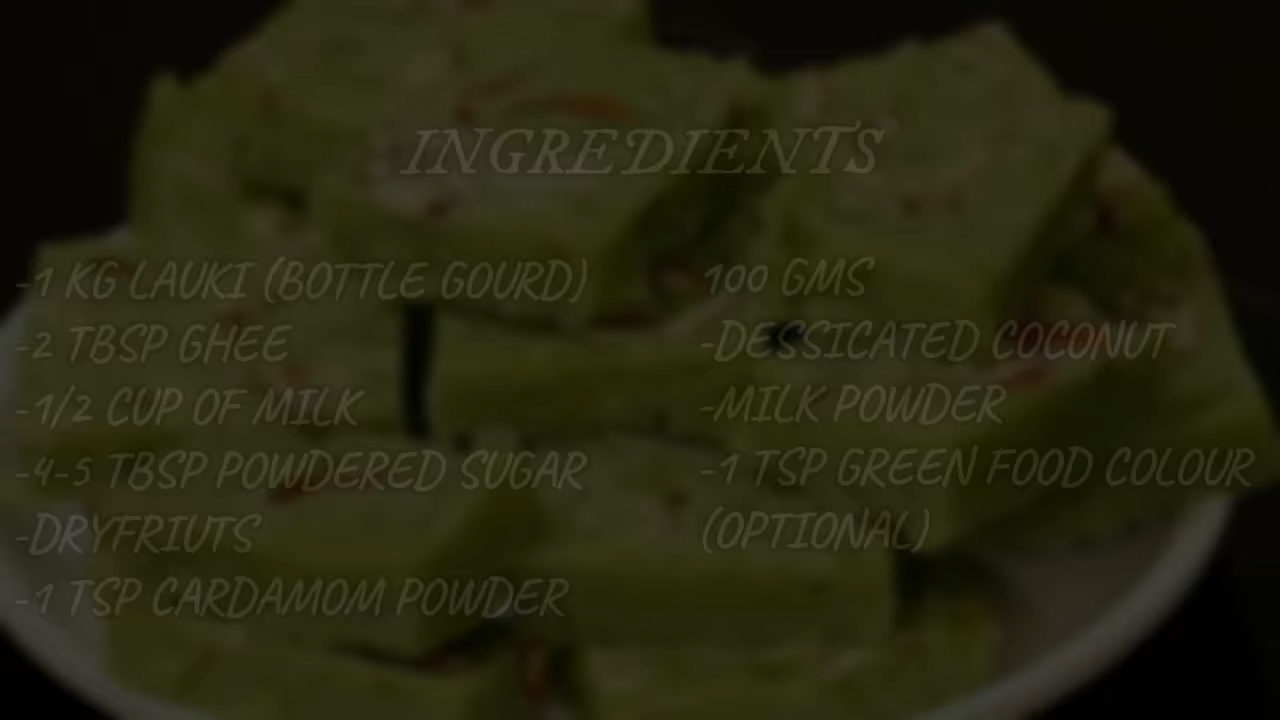 INGREDIENTS
-1 KG LAUKI (BOTTLE GOURD)
-2 TBSP GHEE
-1/2 CUP OF MILK
-4-5 TBSP POWDERED SUGAR
-DRYFRIUTS
-1 TSP CARDAMOM POWDER
100 GMS
-DESSICATED COCONUT
-MILK POWDER
-1 TSP GREEN FOOD COLOUR
(OPTIONAL)